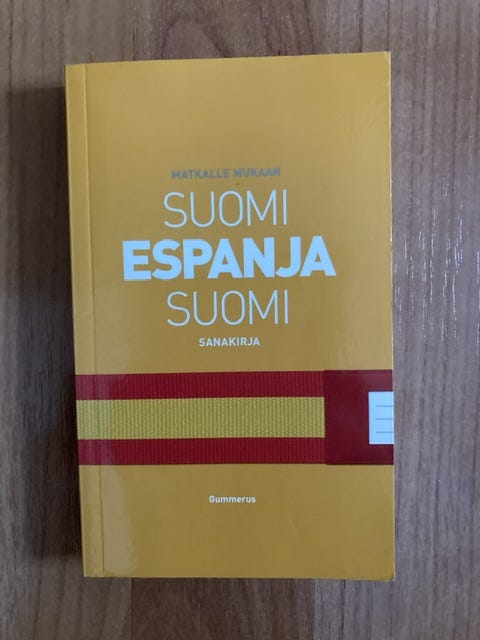 MATKALLE MUKAAN
SUOMI
ESPANJA
SUOMI
SANAKIRJA
Gummerus